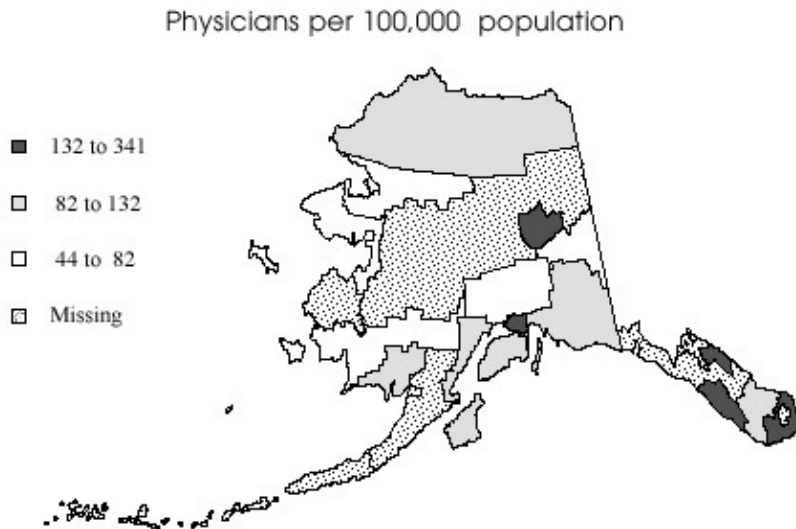 Physicians per 100,000 population
132 to 341
82 to 132
44 to 82
Missing